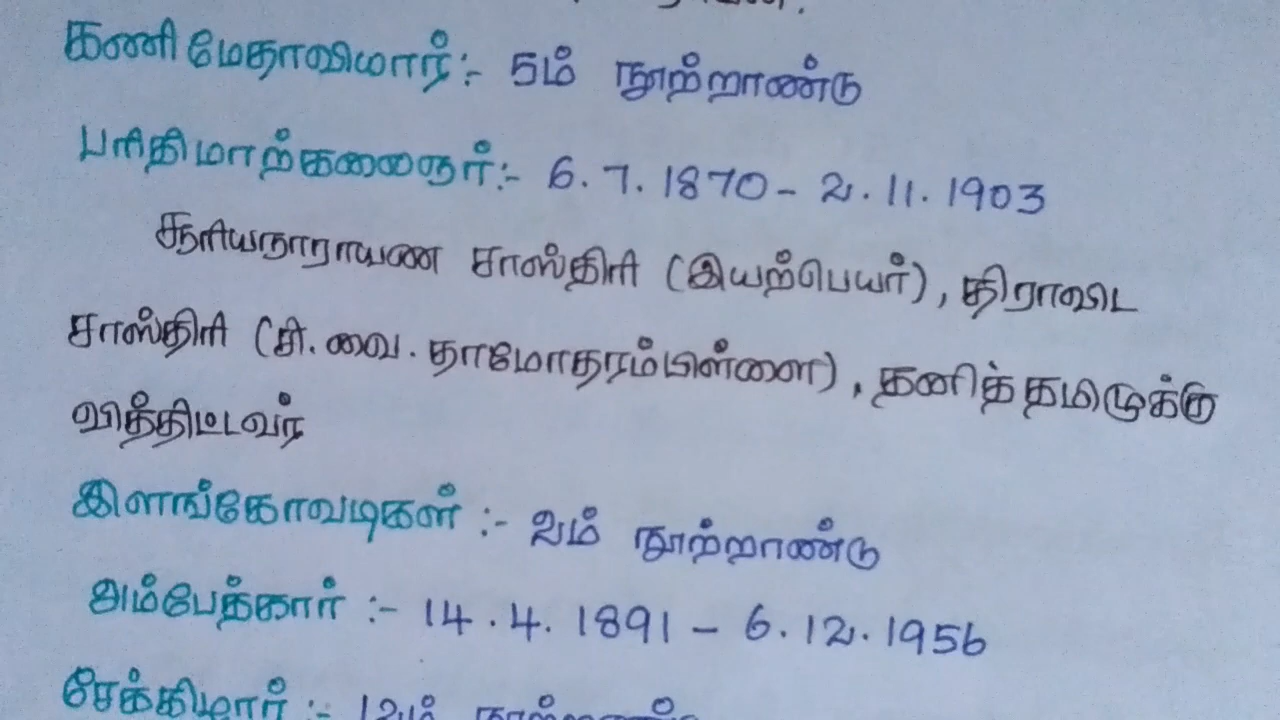 கணிமேதாவிமார்:- 5ம் நூற்றாண்டு
பரிதிமாற்கலைஞர்:- 6.7.1870- 2.11.1903
சூரியநாராயண சாஸ்திரி (இயற்பெயர்), திராவிட
சாஸ்திரி (சி.வை.தாமோதரம்பிள்ளை), தனித்தமிழுக்கு
வித்திட்டவர்
இளங்கோவடிகள் :- 2ம் நூற்றாண்டு
அம்பேத்கார் :- 14.4.1891 – 6.12.1956
சேக்கிழார் :- 12ம் நூற்றாண்டு